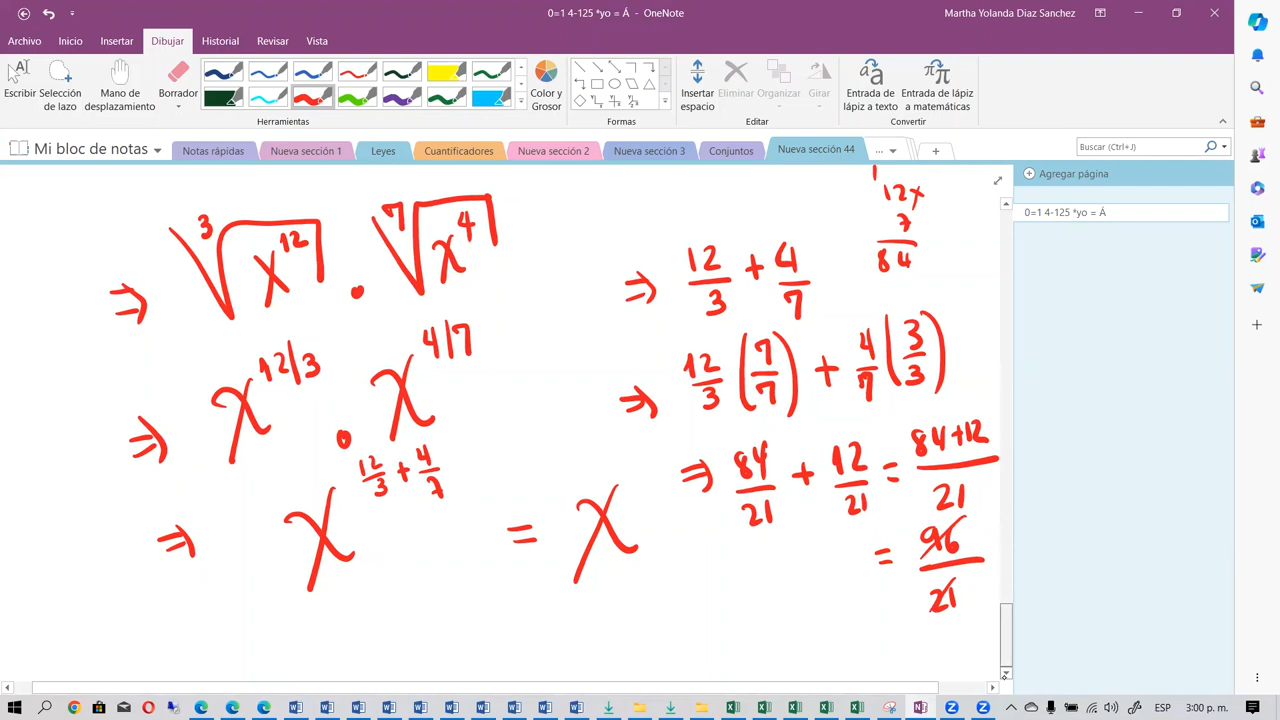 0=1 4-125 *yo = Á - OneNote
Martha Yolanda Diaz Sanchez
Archivo Inicio Insertar Dibujar Historial Revisar Vista
Escribir
Selección de lazo
Mano de desplazamiento
Borrador
Herramientas
Color y Grosor
Formas
Insertar espacio
Eliminar
Organizar
Girar
Editar
Entrada de lápiz a texto
Entrada de lápiz a matemáticas
Convertir
Mi bloc de notas
Notas rápidas Nueva sección 1 Leyes Cuantificadores Nueva sección 2 Nueva sección 3 Conjuntos Nueva sección 44 ... +
Buscar (Ctrl+J)
Agregar página
0=1 4-125 *yo = Á
⇒ ∛(x^12) · ⁷√(x^4)
⇒ x^12/3 · x^4/7
⇒ x^(12/3 + 4/7) = x
1
12x
7
84
⇒ 12/3 + 4/7
⇒ 12/3 (7/7) + 4/7 (3/3)
⇒ 84/21 + 12/21 = (84+12)/21
= 96/21
ESP 3:00 p. m.